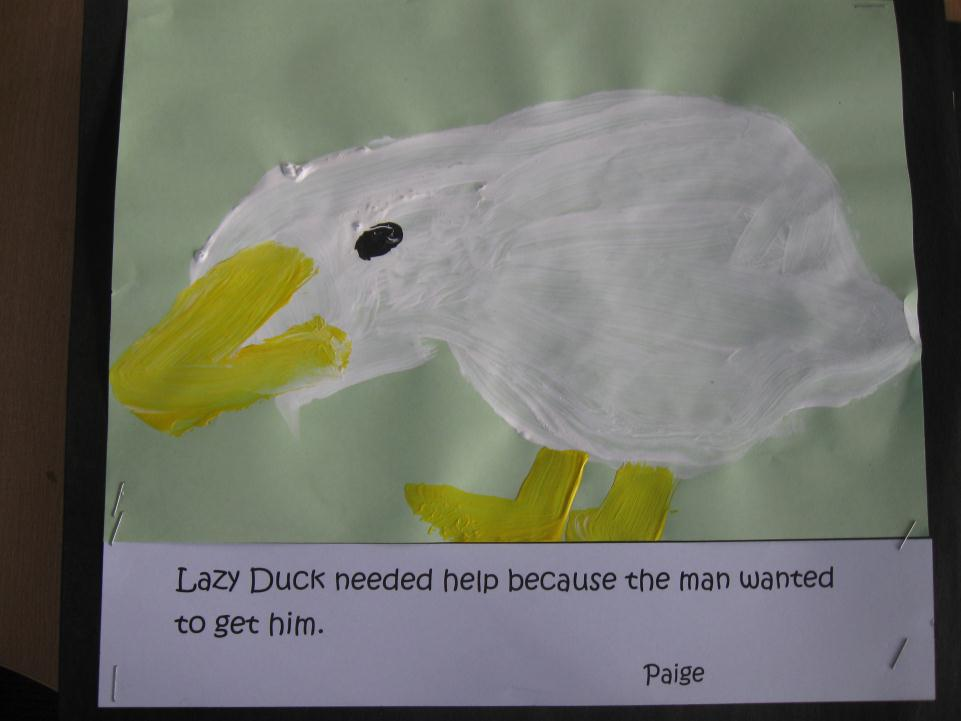 Lazy Duck needed help because the man wanted
to get him.
Paige